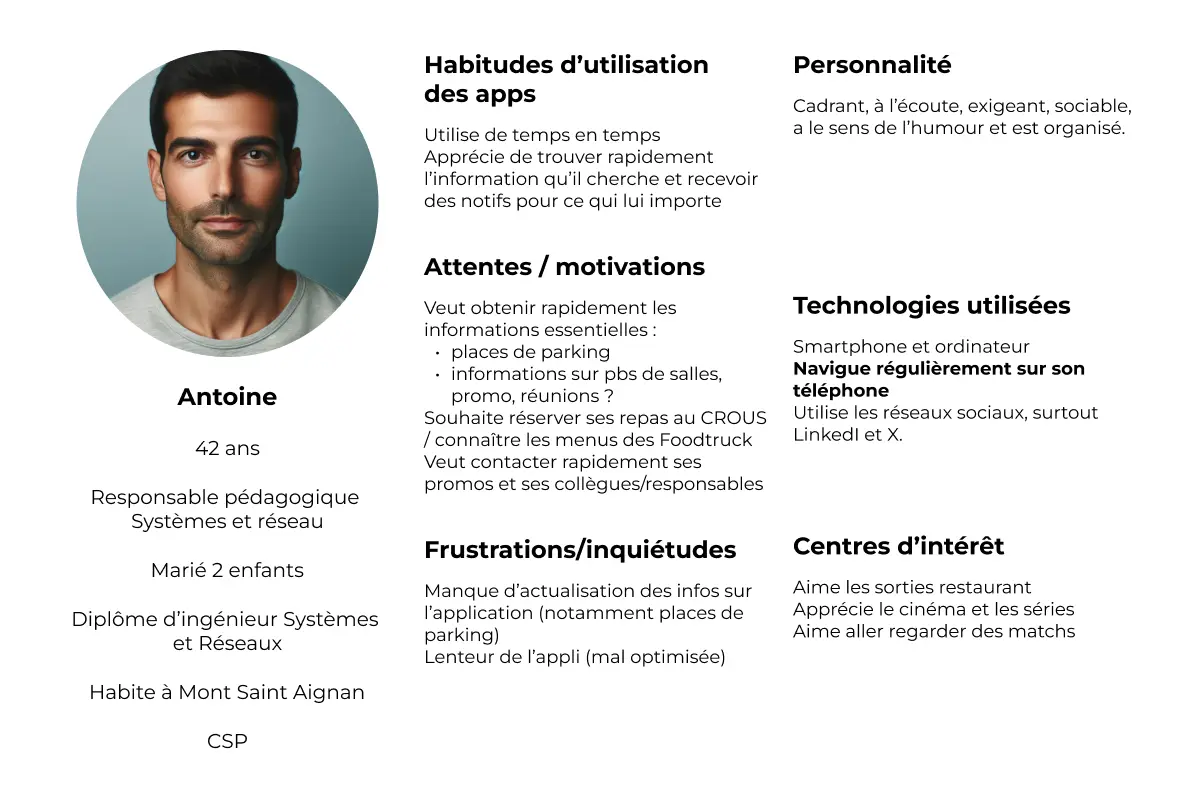 Antoine
42 ans
Responsable pédagogique
Systèmes et réseau
Marié 2 enfants
Diplôme d’ingénieur Systèmes
et Réseaux
Habite à Mont Saint Aignan
CSP
Habitudes d’utilisation
des apps
Utilise de temps en temps
Apprécie de trouver rapidement
l’information qu’il cherche et recevoir
des notifs pour ce qui lui importe
Attentes / motivations
Veut obtenir rapidement les
informations essentielles :
• places de parking
• informations sur pbs de salles,
promo, réunions ?
Souhaite réserver ses repas au CROUS
/ connaître les menus des Foodtruck
Veut contacter rapidement ses
promos et ses collègues/responsables
Frustrations/inquiétudes
Manque d’actualisation des infos sur
l’application (notamment places de
parking)
Lenteur de l’appli (mal optimisée)
Personnalité
Cadrant, à l’écoute, exigeant, sociable,
a le sens de l’humour et est organisé.
Technologies utilisées
Smartphone et ordinateur
Navigue régulièrement sur son
téléphone
Utilise les réseaux sociaux, surtout
LinkedI et X.
Centres d’intérêt
Aime les sorties restaurant
Apprécie le cinéma et les séries
Aime aller regarder des matchs